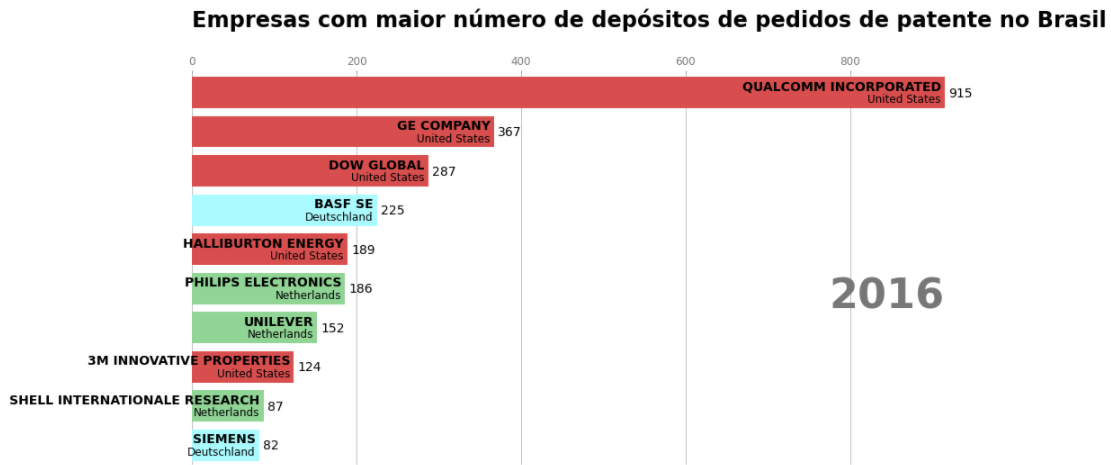 Empresas com maior número de depósitos de pedidos de patente no Brasil
0 200 400 600 800
QUALCOMM INCORPORATED
United States
915
GE COMPANY
United States
367
DOW GLOBAL
United States
287
BASF SE
Deutschland
225
HALLIBURTON ENERGY
United States
189
PHILIPS ELECTRONICS
Netherlands
186
2016
UNILEVER
Netherlands
152
3M INNOVATIVE PROPERTIES
United States
124
SHELL INTERNATIONALE RESEARCH
Netherlands
87
SIEMENS
Deutschland
82